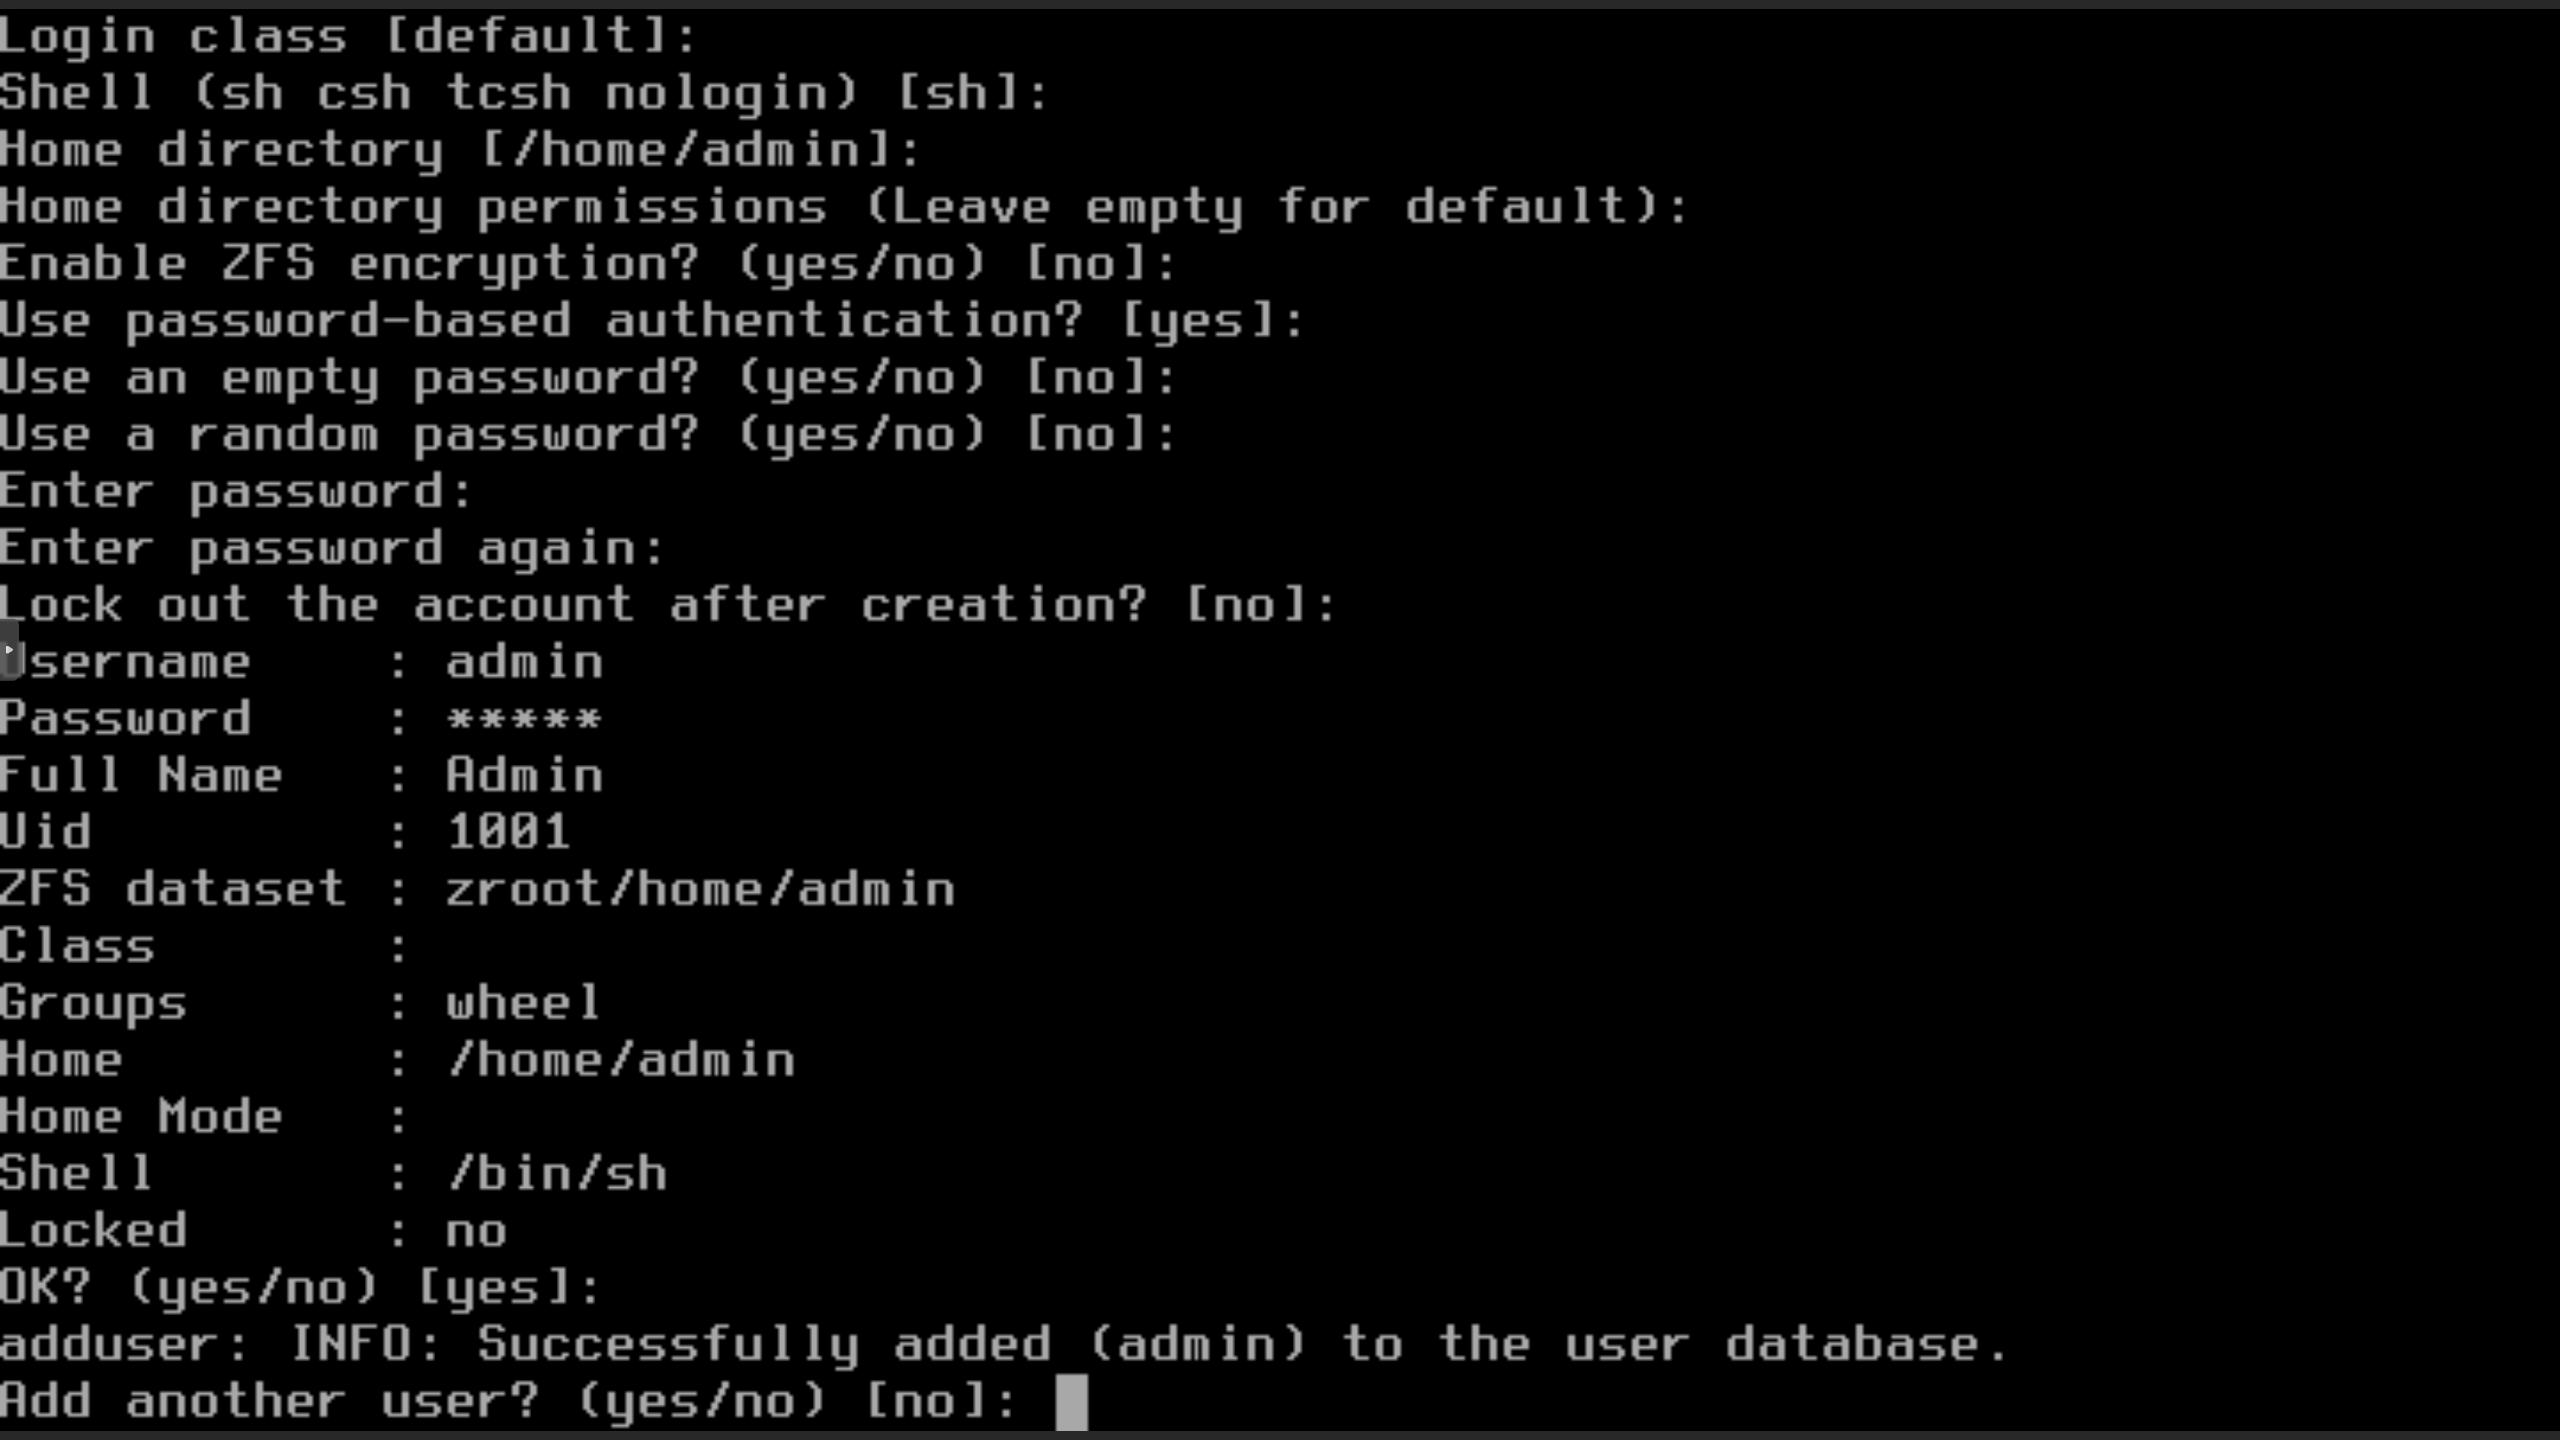 Login class [default]:
Shell (sh csh tcsh nologin) [sh]:
Home directory [/home/admin]:
Home directory permissions (Leave empty for default):
Enable ZFS encryption? (yes/no) [no]:
Use password-based authentication? [yes]:
Use an empty password? (yes/no) [no]:
Use a random password? (yes/no) [no]:
Enter password:
Enter password again:
Lock out the account after creation? [no]:
Username    : admin
Password    : *****
Full Name   : Admin
Uid         : 1001
ZFS dataset : zroot/home/admin
Class       :
Groups      : wheel
Home        : /home/admin
Home Mode   :
Shell       : /bin/sh
Locked      : no
OK? (yes/no) [yes]:
adduser: INFO: Successfully added (admin) to the user database.
Add another user? (yes/no) [no]: